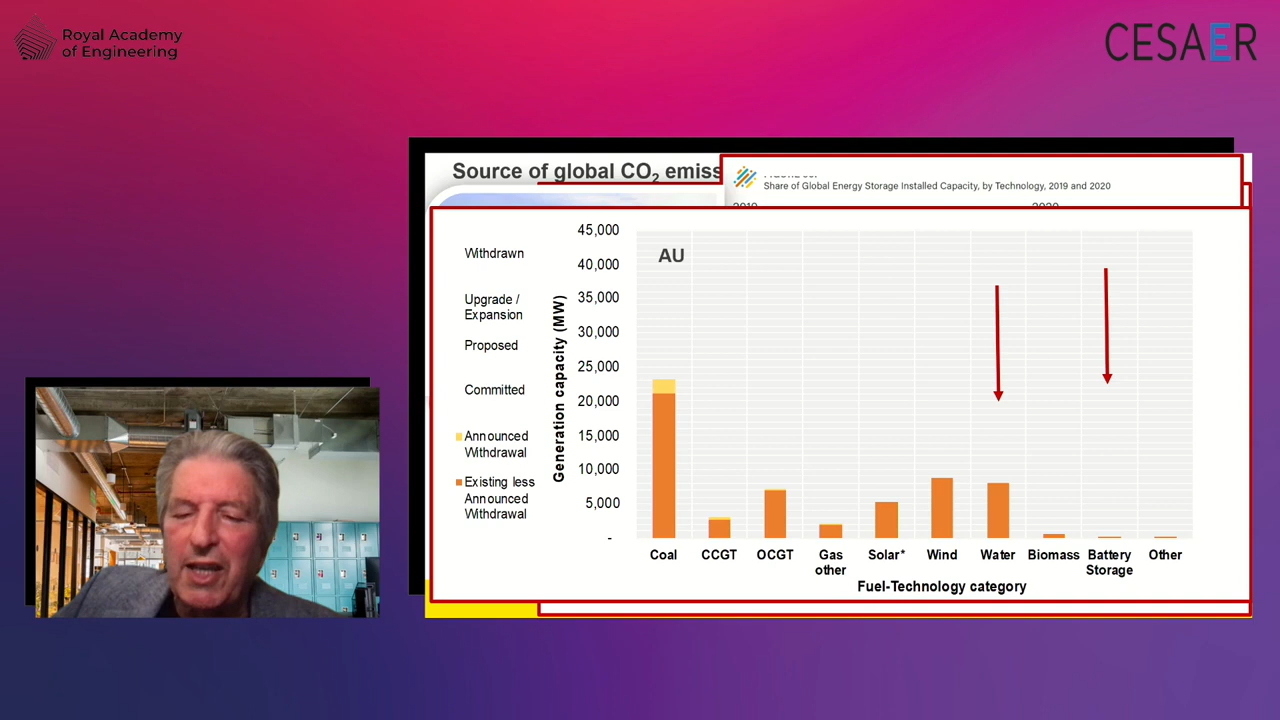 Royal Academy
of Engineering
CESAER
Source of global CO₂ emiss
Share of Global Energy Storage Installed Capacity, by Technology, 2019 and 2020
2019
2020
AU
Withdrawn
Upgrade /
Expansion
Proposed
Committed
Announced
Withdrawal
Existing less
Announced
Withdrawal
Generation capacity (MW)
45,000
40,000
35,000
30,000
25,000
20,000
15,000
10,000
5,000
-
Coal
CCGT
OCGT
Gas
other
Solar*
Wind
Water
Biomass
Battery
Storage
Other
Fuel-Technology category